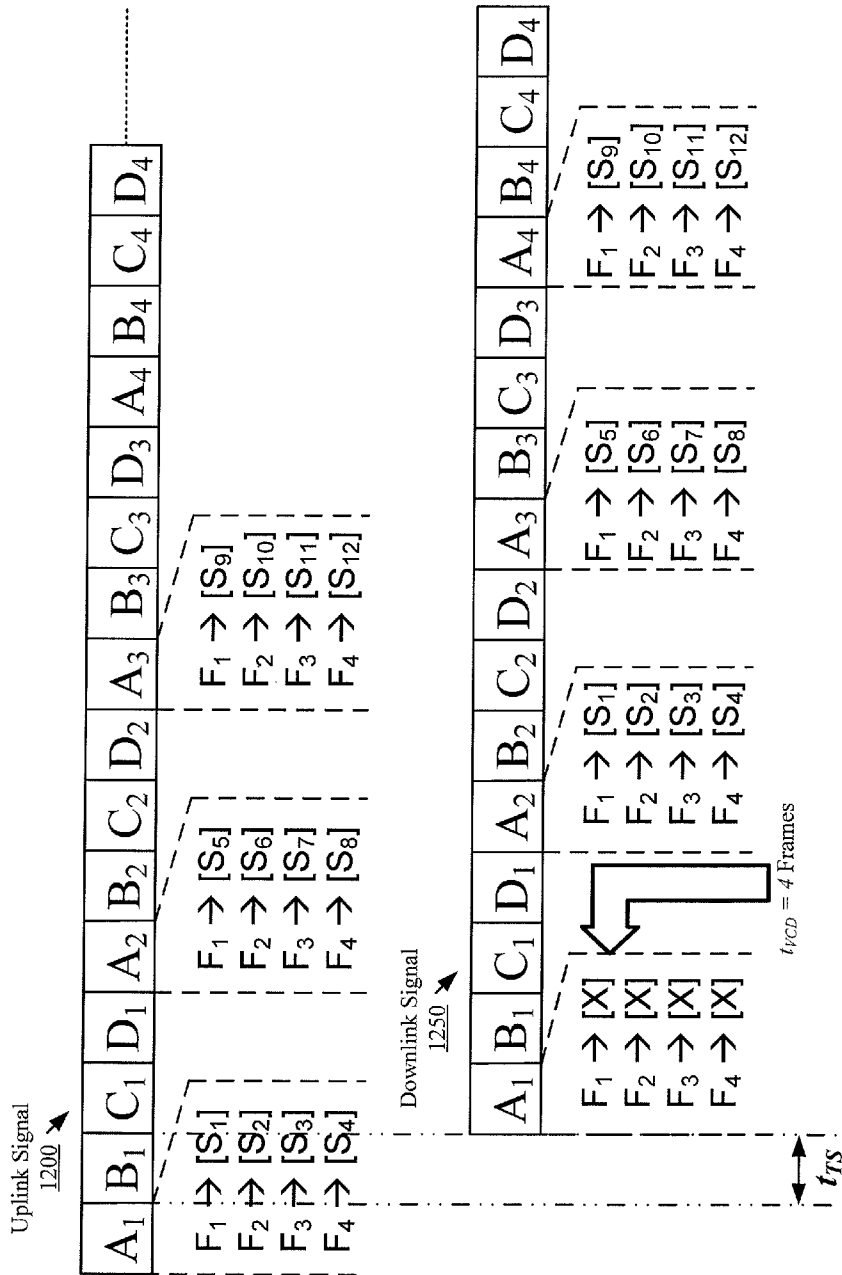 Uplink Signal
1200
A1 B1 C1 D1 A2 B2 C2 D2 A3 B3 C3 D3 A4 B4 C4 D4
F1 → [S1]
F2 → [S2]
F3 → [S3]
F4 → [S4]
F1 → [S5]
F2 → [S6]
F3 → [S7]
F4 → [S8]
F1 → [S9]
F2 → [S10]
F3 → [S11]
F4 → [S12]
Downlink Signal
1250
A1 B1 C1 D1 A2 B2 C2 D2 A3 B3 C3 D3 A4 B4 C4 D4
F1 → [X]
F2 → [X]
F3 → [X]
F4 → [X]
F1 → [S1]
F2 → [S2]
F3 → [S3]
F4 → [S4]
F1 → [S5]
F2 → [S6]
F3 → [S7]
F4 → [S8]
F1 → [S9]
F2 → [S10]
F3 → [S11]
F4 → [S12]
tVCD = 4 Frames
tTS